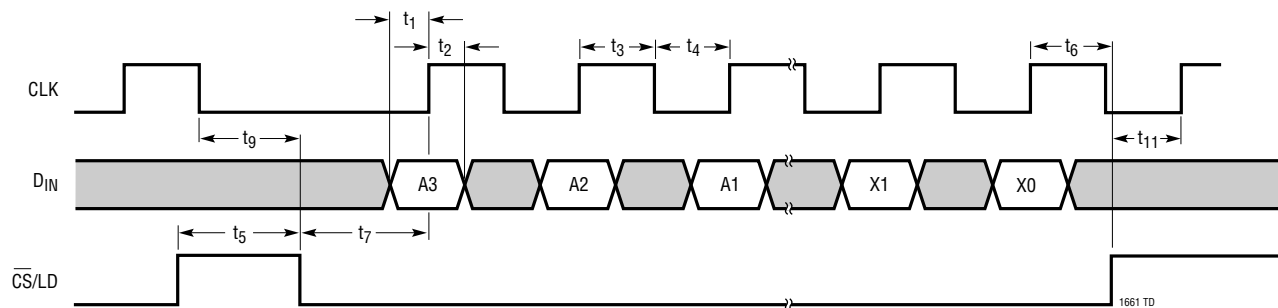 t1
t2
t3
t4
t6
CLK
t9
t11
DIN
A3
A2
A1
X1
X0
t5
t7
CS/LD
1661 TD